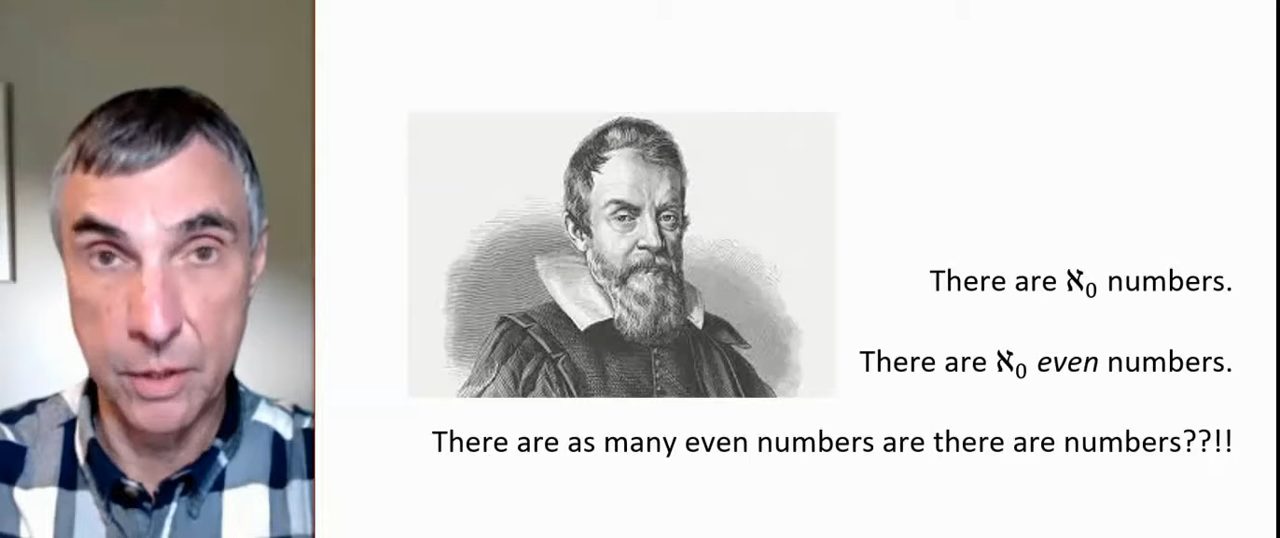 There are ℵ₀ numbers.
There are ℵ₀ even numbers.
There are as many even numbers are there are numbers??!!